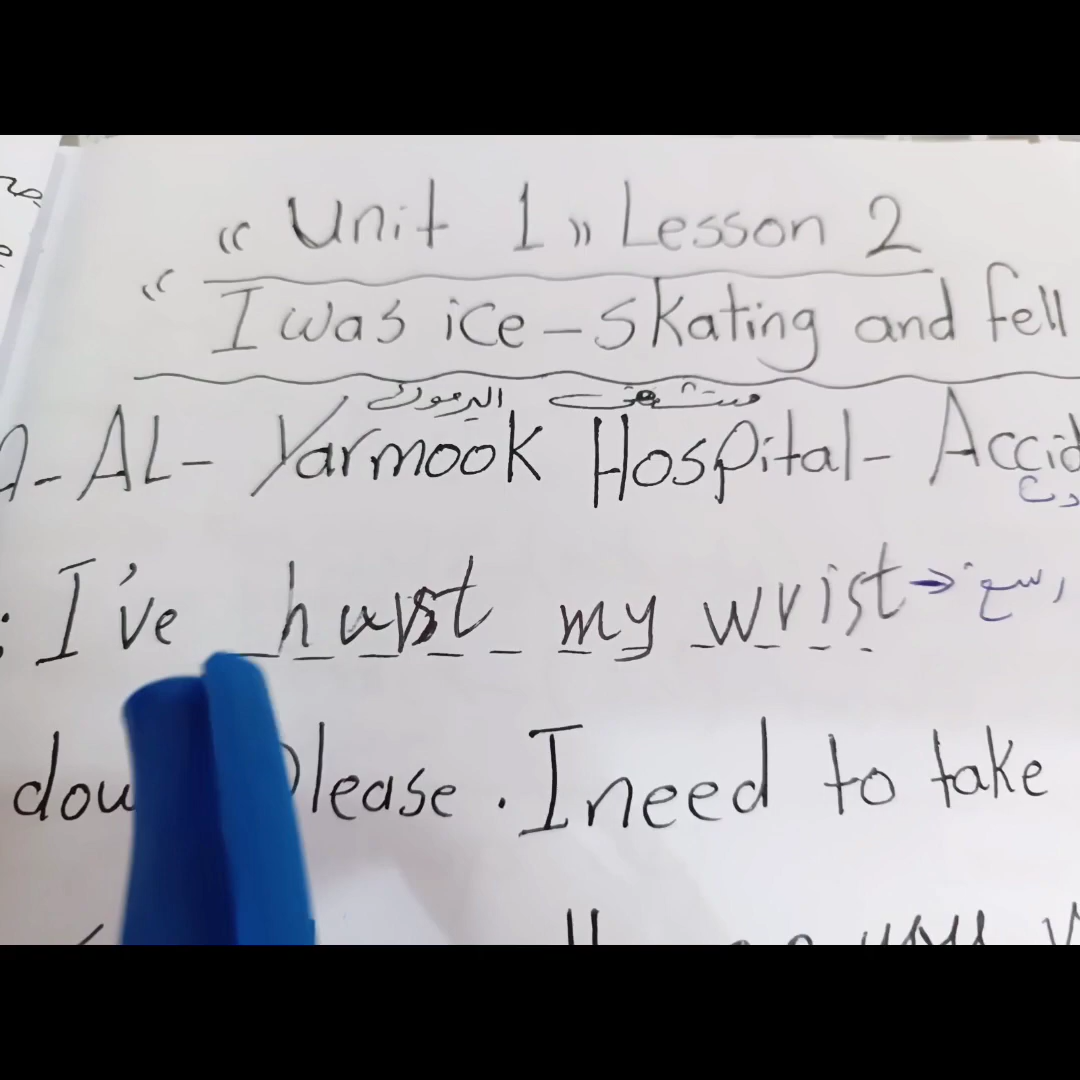 « Unit 1 » Lesson 2
“ I was ice-skating and fell
مستشفى اليرموك
A-AL-Yarmook Hospital-Accid
: I've hurst my wrist → رسغ
please. I need to take